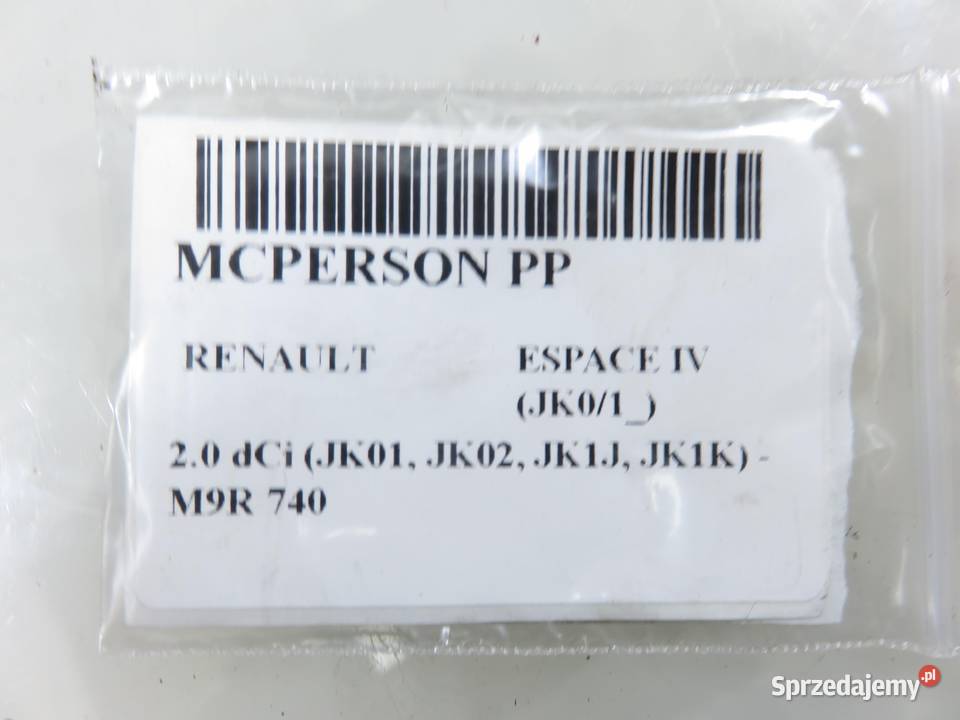 MCPERSON PP
RENAULT ESPACE IV
(JK0/1_)
2.0 dCi (JK01, JK02, JK1J, JK1K) -
M9R 740
Sprzedajemy.pl